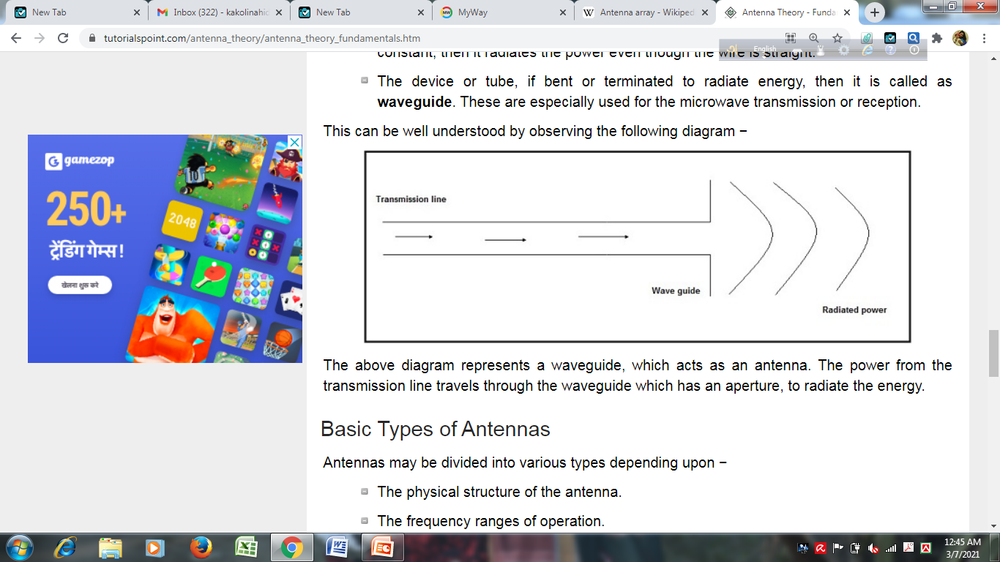 New Tab
Inbox (322) - kakolinahid
New Tab
MyWay
Antenna array - Wikiped
Antenna Theory - Funda
tutorialspoint.com/antenna_theory/antenna_theory_fundamentals.htm
English
constant, then it radiates the power even though the wire is straight.
The device or tube, if bent or terminated to radiate energy, then it is called as
waveguide. These are especially used for the microwave transmission or reception.
This can be well understood by observing the following diagram −
gamezop
250+
ट्रेंडिंग गेम्स!
खेलना शुरू करे
2048
10
Transmission line
Wave guide
Radiated power
The above diagram represents a waveguide, which acts as an antenna. The power from the
transmission line travels through the waveguide which has an aperture, to radiate the energy.
Basic Types of Antennas
Antennas may be divided into various types depending upon −
The physical structure of the antenna.
The frequency ranges of operation.
12:45 AM
3/7/2021